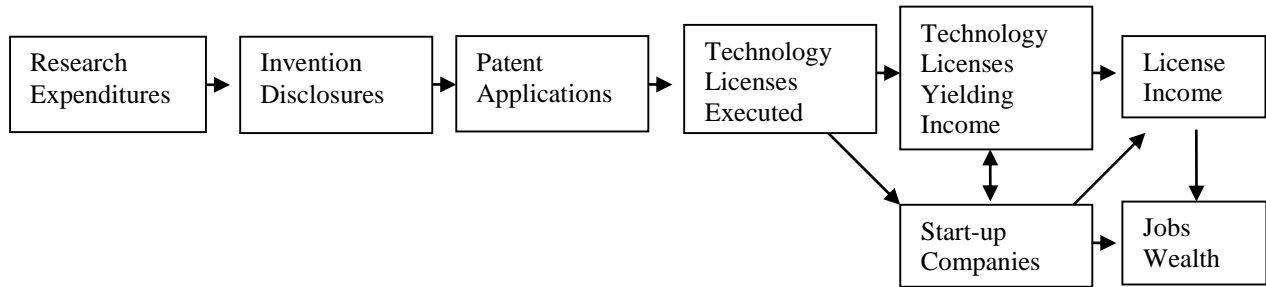 Research
Expenditures
Invention
Disclosures
Patent
Applications
Technology
Licenses
Executed
Technology
Licenses
Yielding
Income
License
Income
Start-up
Companies
Jobs
Wealth